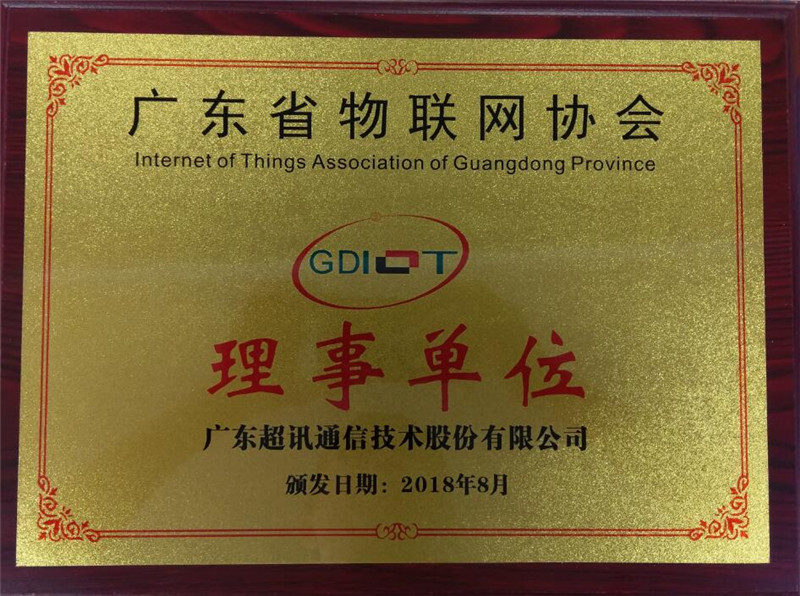 广东省物联网协会
Internet of Things Association of Guangdong Province
GDIOT
理事单位
广东超讯通信技术股份有限公司
颁发日期：2018年8月